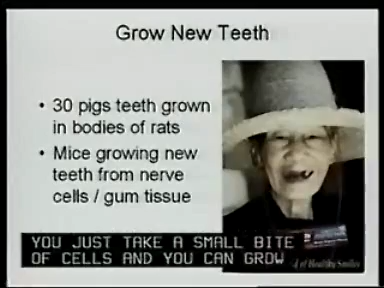 Grow New Teeth
• 30 pigs teeth grown
in bodies of rats
• Mice growing new
teeth from nerve
cells / gum tissue
of Healthy Smiles
YOU JUST TAKE A SMALL BITE
OF CELLS AND YOU CAN GROW